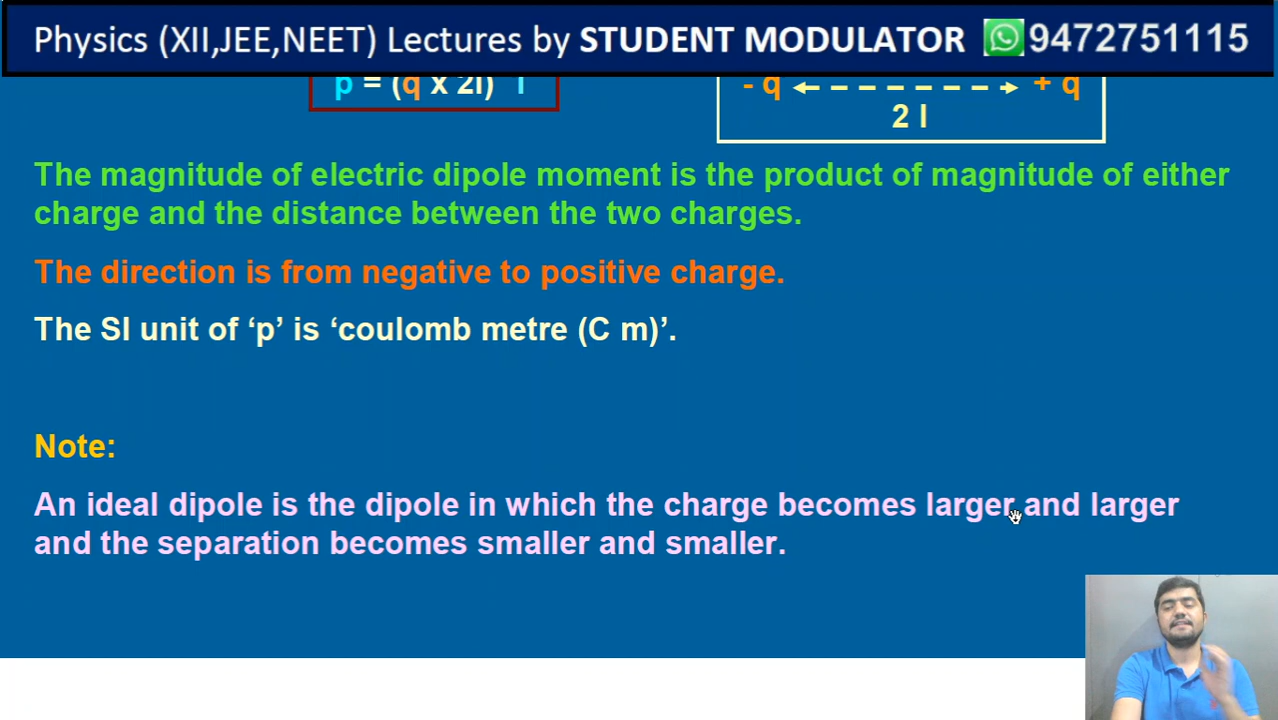 Physics (XII,JEE,NEET) Lectures by STUDENT MODULATOR 9472751115
p = (q x 2l) l
- q + q
2 l
The magnitude of electric dipole moment is the product of magnitude of either
charge and the distance between the two charges.
The direction is from negative to positive charge.
The SI unit of ‘p’ is ‘coulomb metre (C m)’.
Note:
An ideal dipole is the dipole in which the charge becomes larger and larger
and the separation becomes smaller and smaller.